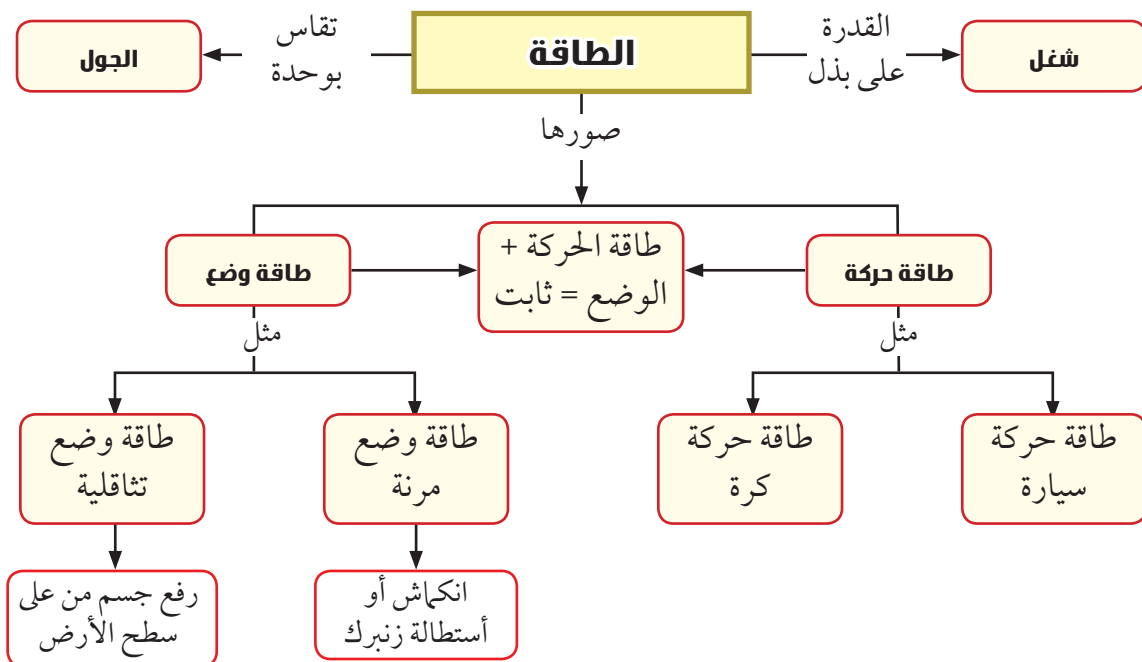 الطاقة
القدرة
على بذل
شغل
تقاس
بوحدة
الجول
صورها
طاقة حركة
طاقة الحركة +
الوضع = ثابت
طاقة وضع
مثل
مثل
طاقة حركة
سيارة
طاقة حركة
كرة
طاقة وضع
مرنة
طاقة وضع
تثاقلية
انكماش أو
أستطالة زنبرك
رفع جسم من على
سطح الأرض